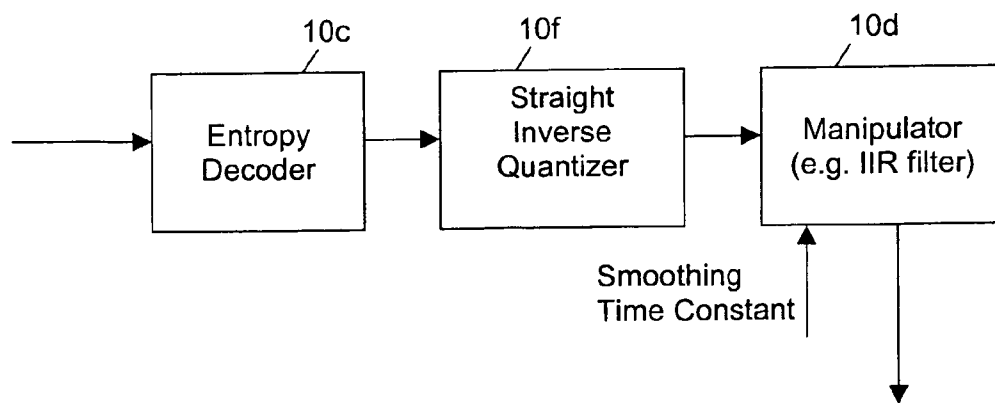 10c
10f
10d
Entropy
Decoder
Straight
Inverse
Quantizer
Manipulator
(e.g. IIR filter)
Smoothing
Time Constant